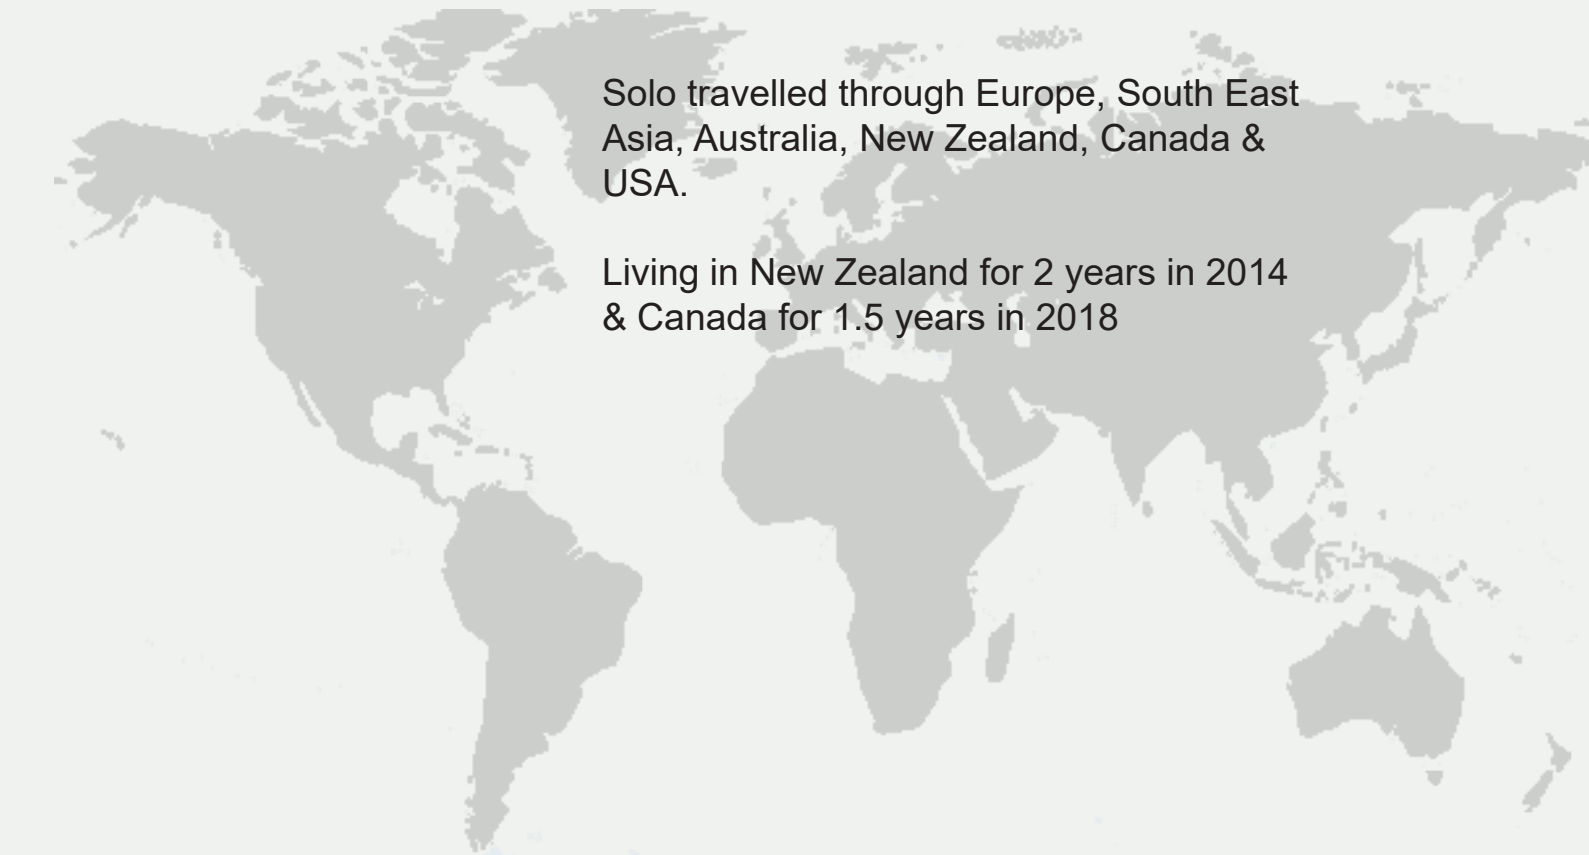 Solo travelled through Europe, South East
Asia, Australia, New Zealand, Canada &
USA.
Living in New Zealand for 2 years in 2014
& Canada for 1.5 years in 2018